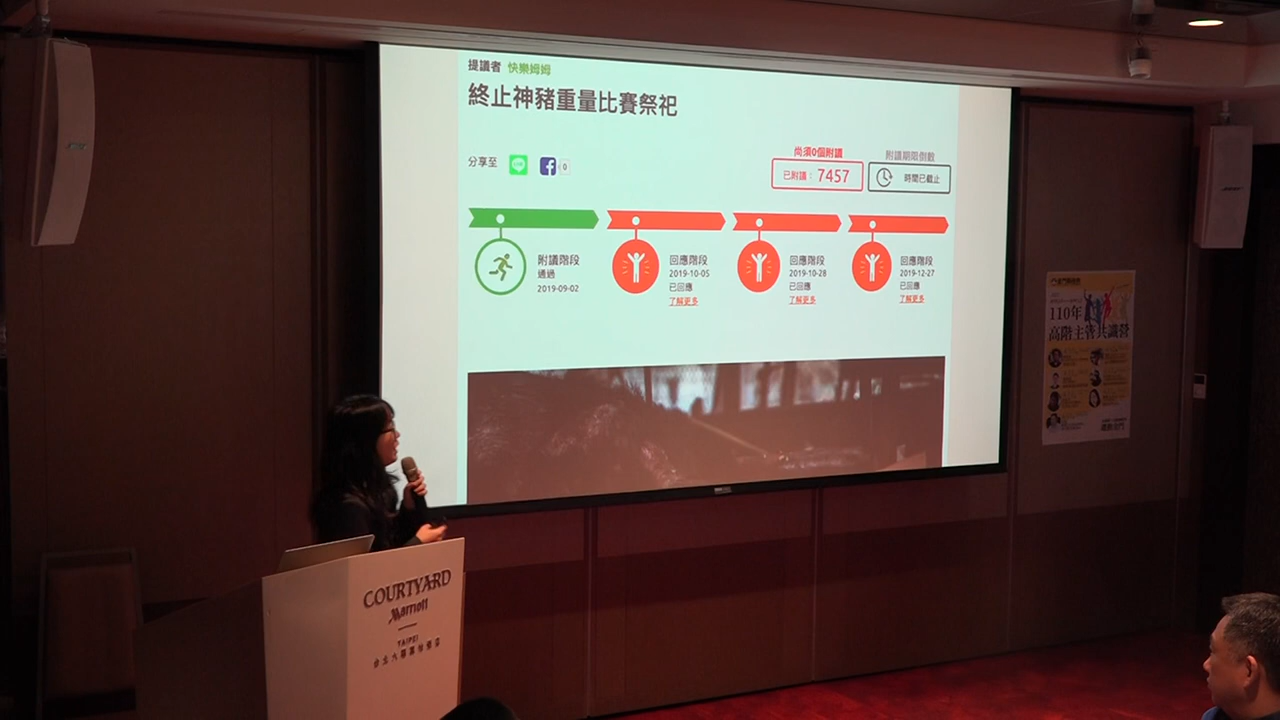 提議者 快樂姆姆
終止神豬重量比賽祭祀
分享至
0
尚須0個附議
已附議： 7457
附議期限倒數
時間已截止
附議階段
通過
2019-09-02
回應階段
2019-10-05
已回應
了解更多
回應階段
2019-10-28
已回應
了解更多
回應階段
2019-12-27
已回應
了解更多
110年
高階主管共識營
COURTYARD
Marriott
TAIPEI